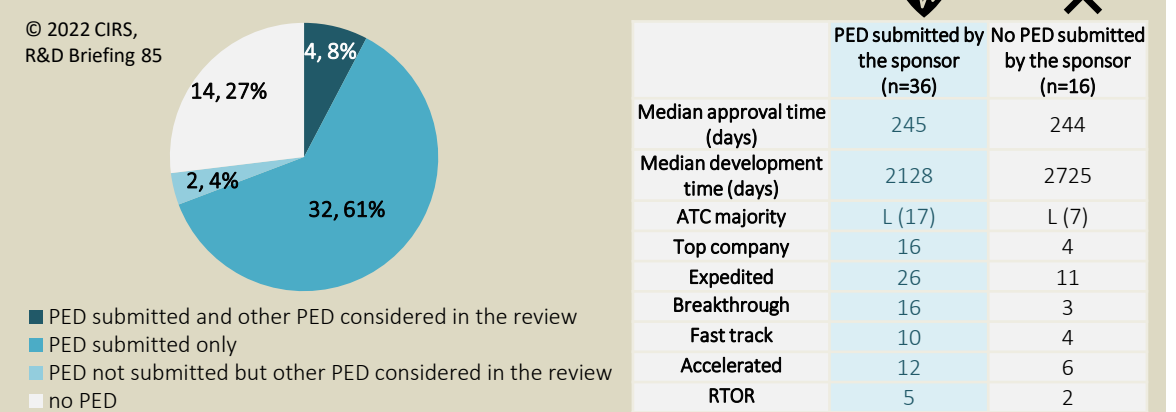 © 2022 CIRS,
R&D Briefing 85
4, 8%
14, 27%
2, 4%
32, 61%
PED submitted and other PED considered in the review
PED submitted only
PED not submitted but other PED considered in the review
no PED
PED submitted by the sponsor (n=36) No PED submitted by the sponsor (n=16)
Median approval time (days) 245 244
Median development time (days) 2128 2725
ATC majority L (17) L (7)
Top company 16 4
Expedited 26 11
Breakthrough 16 3
Fast track 10 4
Accelerated 12 6
RTOR 5 2